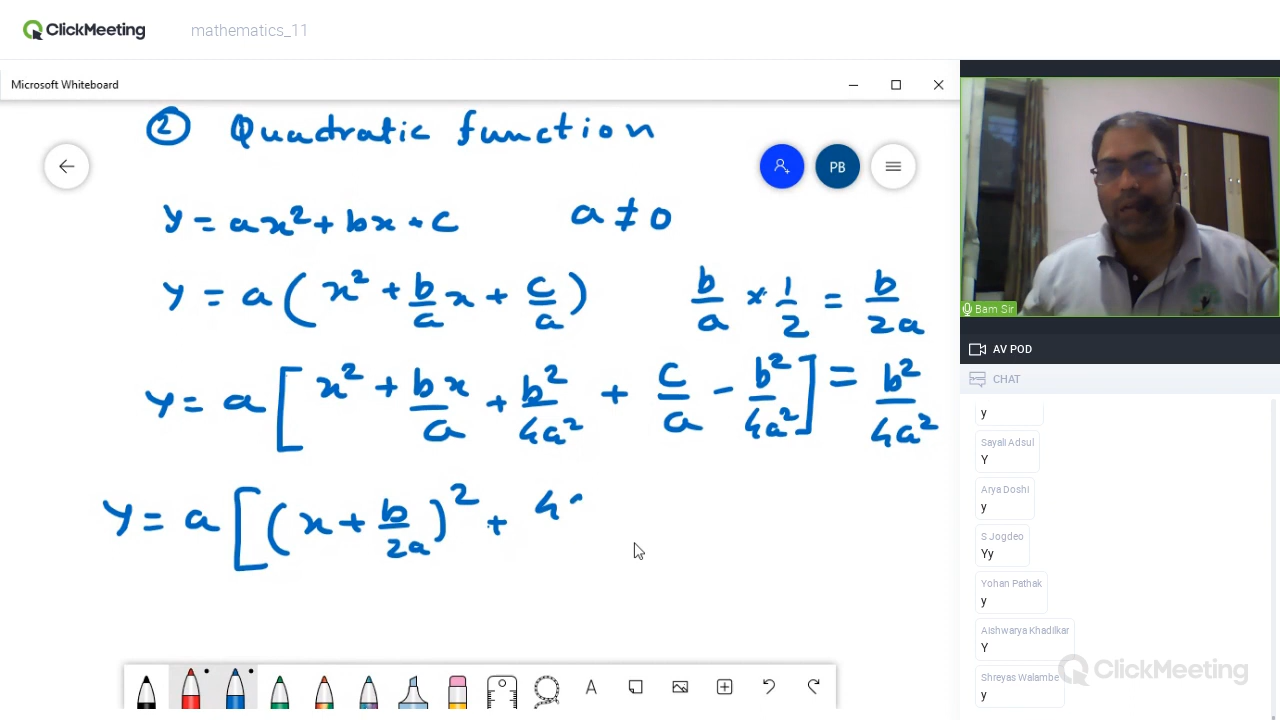 ClickMeeting mathematics_11
Microsoft Whiteboard
② Quadratic function
PB
y = ax² + bx + c a ≠ 0
y = a (x² + b/a x + c/a) b/a × 1/2 = b/2a
y = a [x² + bx/a + b²/4a² + c/a - b²/4a²] = b²/4a²
y = a [(x + b/2a)² + 4
A
Bam Sir
AV POD
CHAT
y
Sayali Adsul
Y
Arya Doshi
y
S Jogdeo
Yy
Yohan Pathak
y
Aishwarya Khadilkar
Y
Shreyas Walambe
y
ClickMeeting